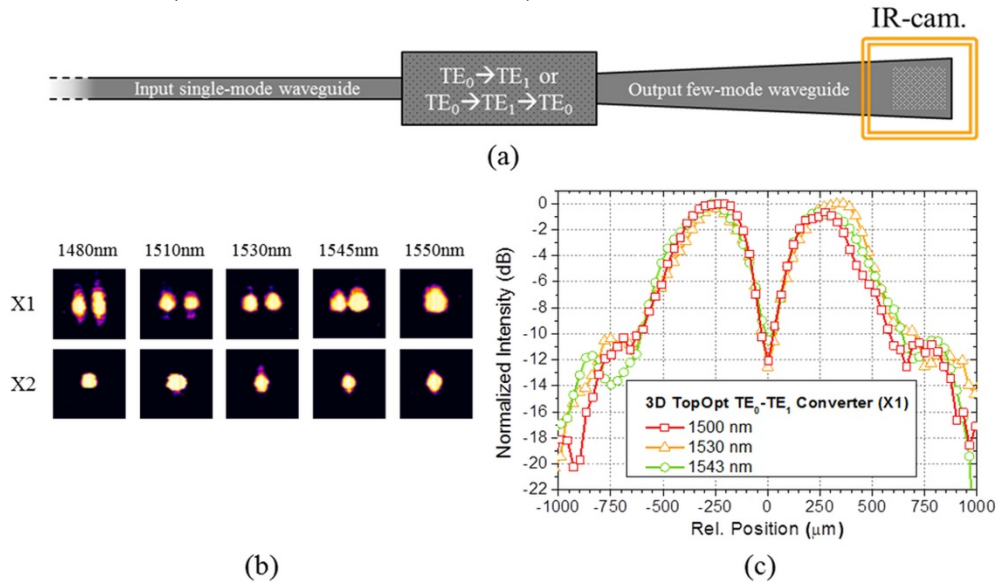 IR-cam.
Input single-mode waveguide
TE₀→TE₁ or
TE₀→TE₁→TE₀
Output few-mode waveguide
(a)
1480nm 1510nm 1530nm 1545nm 1550nm
X1
X2
(b)
Normalized Intensity (dB)
0
-2
-4
-6
-8
-10
-12
-14
-16
-18
-20
-22
3D TopOpt TE₀-TE₁ Converter (X1)
1500 nm
1530 nm
1543 nm
-1000 -750 -500 -250 0 250 500 750 1000
Rel. Position (μm)
(c)